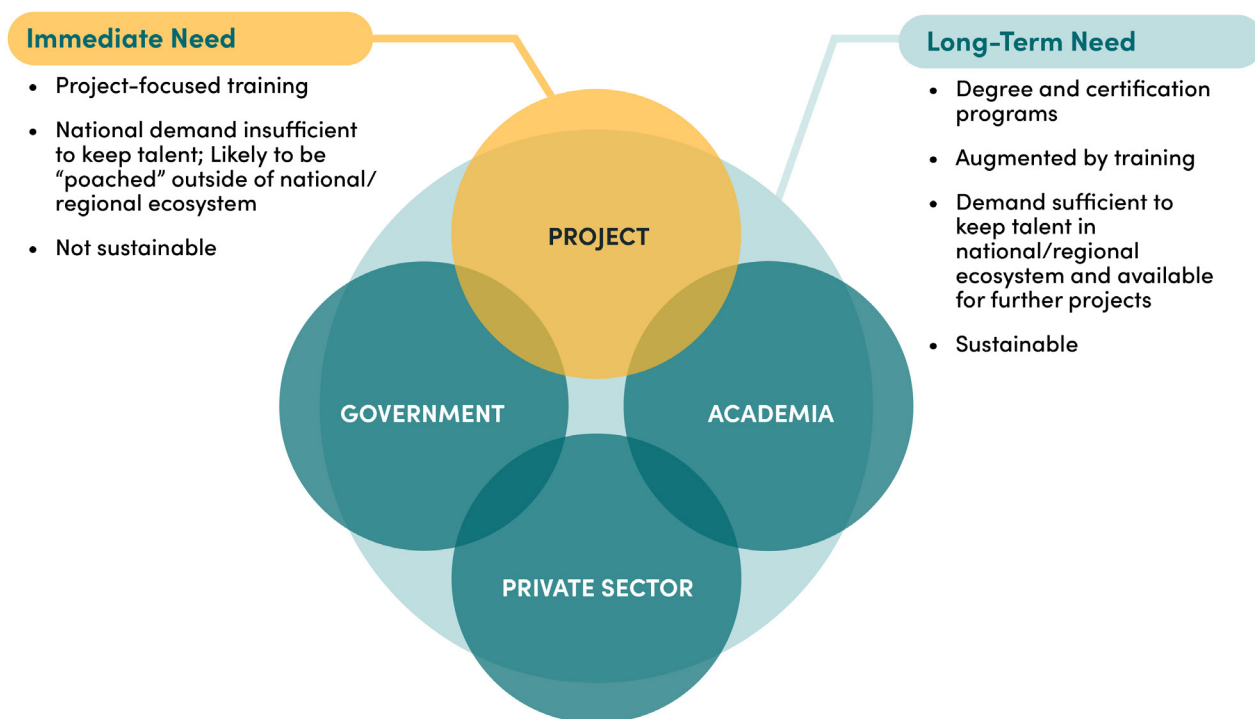 Immediate Need
• Project-focused training
• National demand insufficient
to keep talent; Likely to be
“poached” outside of national/
regional ecosystem
• Not sustainable
Long-Term Need
• Degree and certification
programs
• Augmented by training
• Demand sufficient to
keep talent in
national/regional
ecosystem and available
for further projects
• Sustainable
PROJECT
GOVERNMENT
ACADEMIA
PRIVATE SECTOR